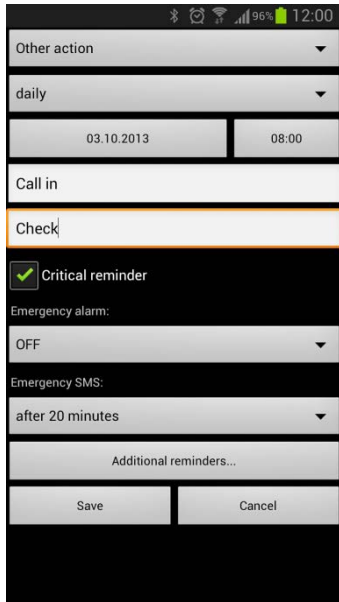 96% 12:00
Other action
daily
03.10.2013 08:00
Call in
Check
Critical reminder
Emergency alarm:
OFF
Emergency SMS:
after 20 minutes
Additional reminders...
Save Cancel